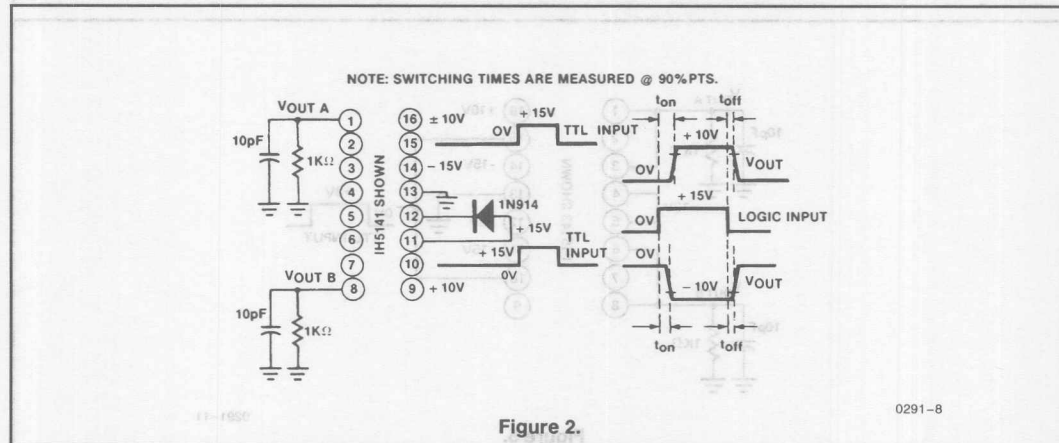 NOTE: SWITCHING TIMES ARE MEASURED @ 90% PTS.
VOUT A
10pF
1KΩ
1
2
3
4
5
6
7
8
VOUT B
10pF
1KΩ
IH5141 SHOWN
16 ± 10V
15
14 - 15V
13
12
11
10
9 + 10V
+ 15V
0V
TTL INPUT
1N914
+ 15V
+ 15V
TTL
INPUT
0V
ton
toff
+ 10V
0V
VOUT
+ 15V
0V
LOGIC INPUT
0V
- 10V
VOUT
ton
toff
0291-8
Figure 2.